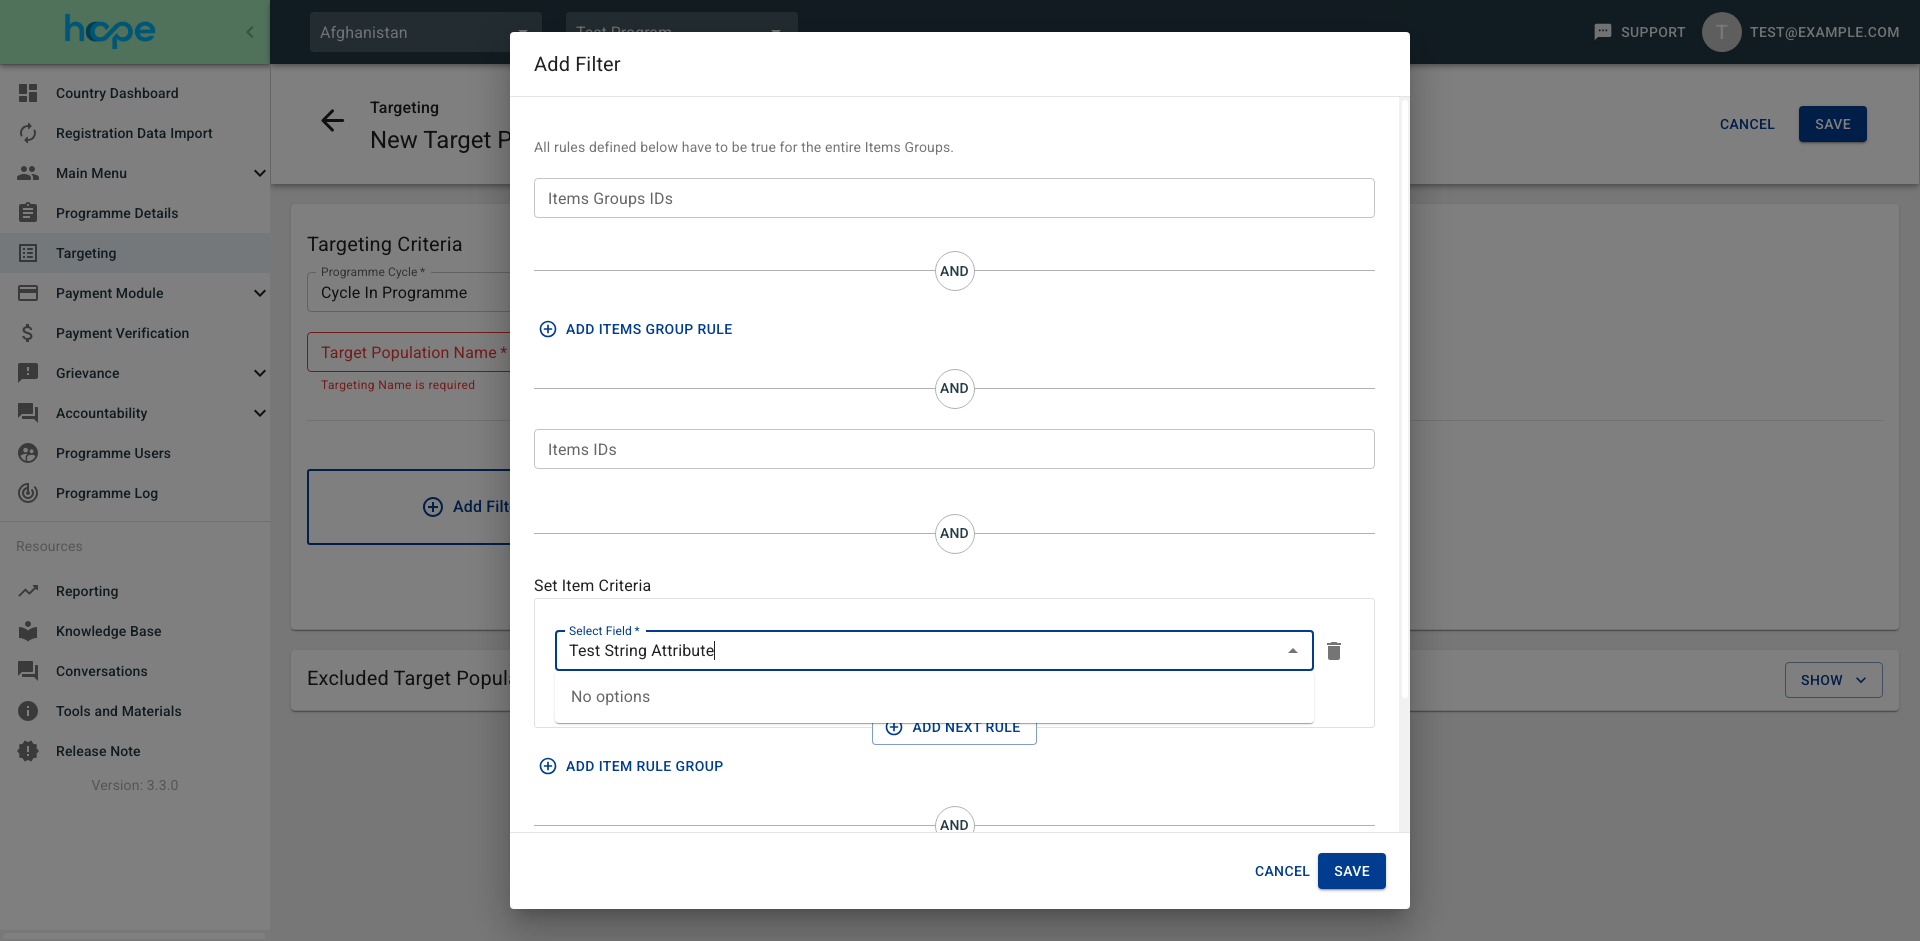 hope
Afghanistan
Test Program
SUPPORT
T
TEST@EXAMPLE.COM
Country Dashboard
Registration Data Import
Main Menu
Programme Details
Targeting
Payment Module
Payment Verification
Grievance
Accountability
Programme Users
Programme Log
Resources
Reporting
Knowledge Base
Conversations
Tools and Materials
Release Note
Version: 3.3.0
Targeting
New Target P
CANCEL
SAVE
Targeting Criteria
Programme Cycle *
Cycle In Programme
Target Population Name *
Targeting Name is required
Add Filt
Excluded Target Popul
SHOW
Add Filter
All rules defined below have to be true for the entire Items Groups.
Items Groups IDs
AND
ADD ITEMS GROUP RULE
AND
Items IDs
AND
Set Item Criteria
Select Field *
Test String Attribute
No options
ADD NEXT RULE
ADD ITEM RULE GROUP
AND
CANCEL
SAVE